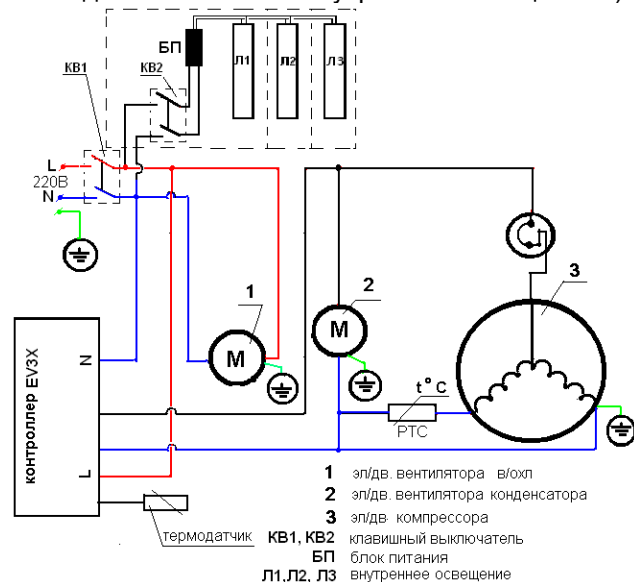 БП
КВ1
КВ2
Л1
Л2
Л3
L
220В
N
1
2
3
М
М
t°C
РТС
контроллер EV3X
N
L
термодатчик
1 эл/дв. вентилятора в/охл
2 эл/дв. вентилятора конденсатора
3 эл/дв. компрессора
КВ1, КВ2 клавишный выключатель
БП блок питания
Л1,Л2, Л3 внутреннее освещение